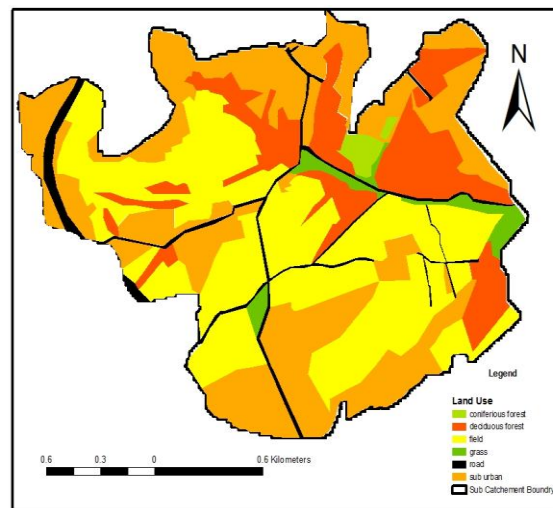 N
Legend
Land Use
coniferious forest
deciduous forest
field
grass
road
sub urban
Sub Catchement Boundry
0.6 0.3 0 0.6 Kilometers